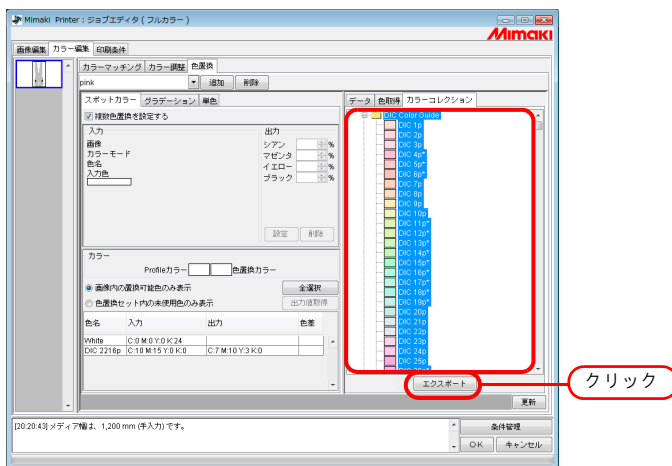 Mimaki Printer : ジョブエディタ ( フルカラー )
Mimaki
画像編集 カラー編集 印刷条件
カラーマッチング カラー調整 色置換
pink 追加 削除
スポットカラー グラデーション 単色
複数色置換を設定する
入力
画像
カラーモード
色名
入力色
出力
シアン %
マゼンタ %
イエロー %
ブラック %
設定 削除
カラー
Profileカラー 色置換カラー
画像内の置換可能色のみ表示 全選択
色置換セット内の未使用色のみ表示 出力値取得
色名 入力 出力 色差
White C:0 M:0 Y:0 K:24
DIC 2216p C:10 M:15 Y:0 K:0 C:7 M:10 Y:3 K:0
データ 色取得 カラーコレクション
DIC Color Guide
DIC 1p
DIC 2p
DIC 3p
DIC 4p*
DIC 5p*
DIC 6p*
DIC 7p
DIC 8p
DIC 9p
DIC 10p
DIC 11p*
DIC 12p*
DIC 13p*
DIC 14p*
DIC 15p*
DIC 16p*
DIC 17p*
DIC 18p*
DIC 19p*
DIC 20p
DIC 21p
DIC 22p
DIC 23p
DIC 24p
DIC 25p
エクスポート
クリック
更新
[20:20:43] メディア幅は、1,200 mm (手入力) です。
条件管理
OK キャンセル